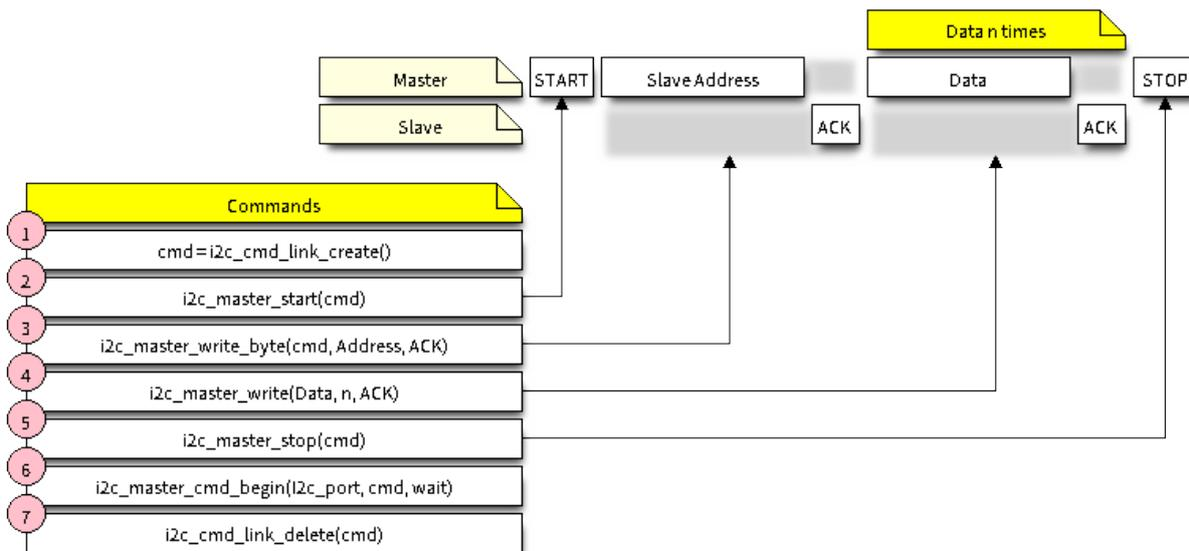 Data n times
Master START Slave Address Data STOP
Slave ACK ACK
Commands
1
cmd=i2c_cmd_link_create()
2
i2c_master_start(cmd)
3
i2c_master_write_byte(cmd, Address, ACK)
4
i2c_master_write(Data, n, ACK)
5
i2c_master_stop(cmd)
6
i2c_master_cmd_begin(I2c_port, cmd, wait)
7
i2c_cmd_link_delete(cmd)